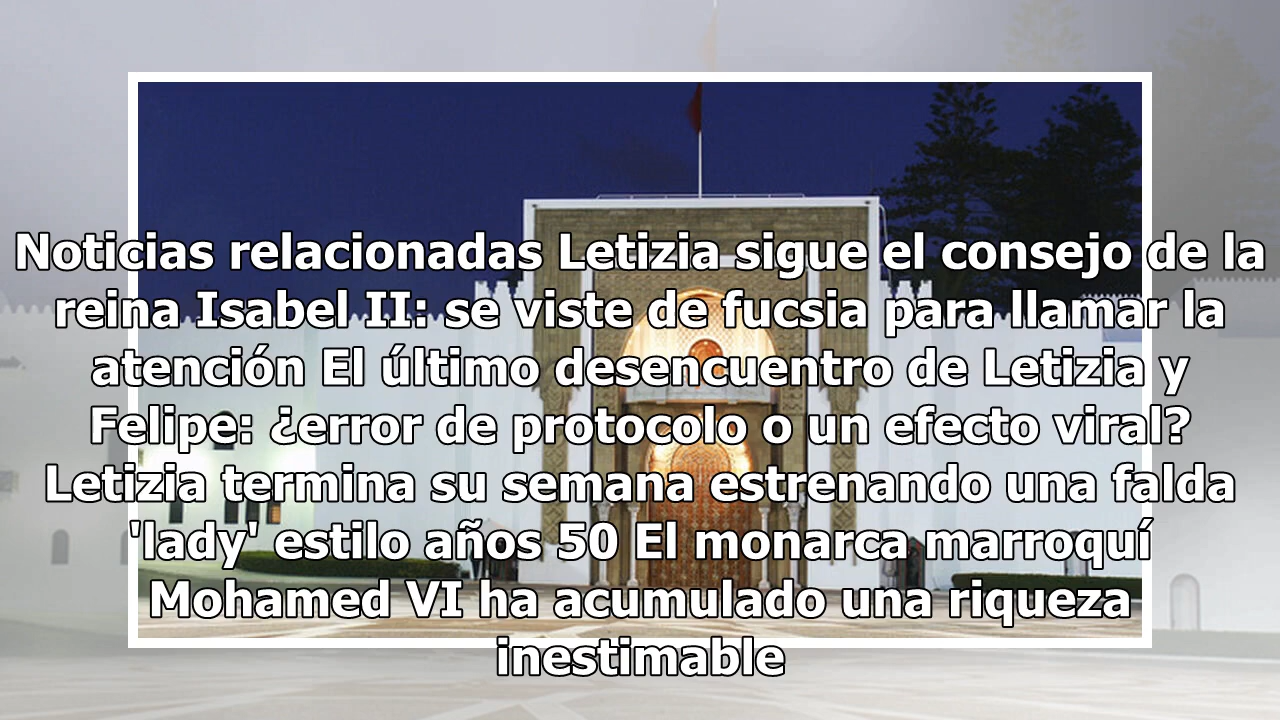 Noticias relacionadas Letizia sigue el consejo de la
reina Isabel II: se viste de fucsia para llamar la
atención El último desencuentro de Letizia y
Felipe: ¿error de protocolo o un efecto viral?
Letizia termina su semana estrenando una falda
'lady' estilo años 50 El monarca marroquí
Mohamed VI ha acumulado una riqueza
inestimable